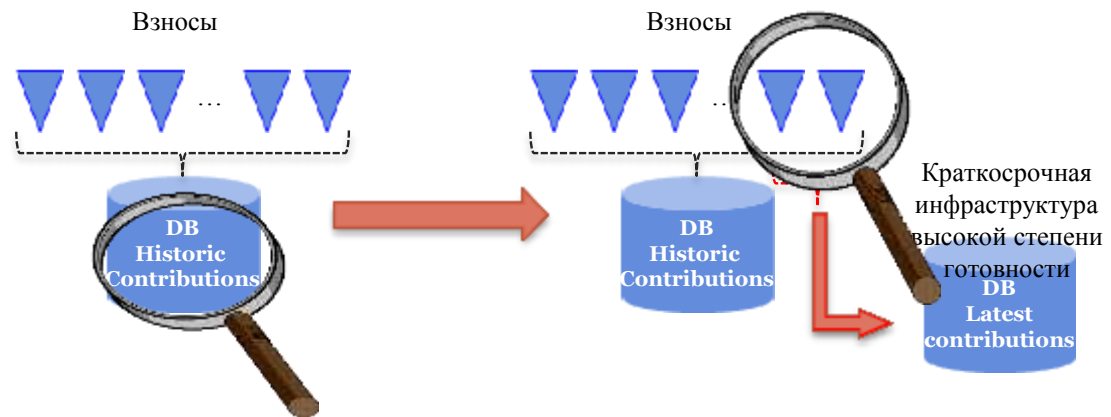 Взносы
...
DB
Historic
Contributions
Взносы
...
DB
Historic
Contributions
Краткосрочная
инфраструктура
высокой степени
готовности
DB
Latest
contributions